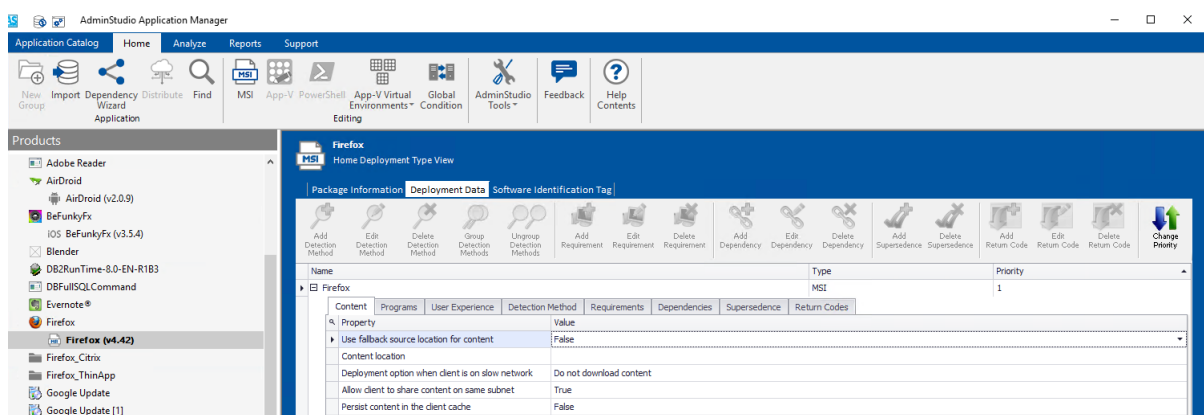 AdminStudio Application Manager
Application Catalog Home Analyze Reports Support
New Group Import Dependency Wizard Distribute Find MSI App-V PowerShell App-V Virtual Environments Global Condition AdminStudio Tools Feedback Help Contents
Application Editing
Products
Adobe Reader
AirDroid
AirDroid (v2.0.9)
BeFunkyFx
iOS BeFunkyFx (v3.5.4)
Blender
DB2RunTime-8.0-EN-R1B3
DBFullSQLCommand
Evernote®
Firefox
Firefox (v4.42)
Firefox_Citrix
Firefox_ThinApp
Google Update
Google Update [1]
MSI
Firefox
Home Deployment Type View
Package Information Deployment Data Software Identification Tag
Add Detection Method Edit Detection Method Delete Detection Method Group Detection Methods Ungroup Detection Methods Add Requirement Edit Requirement Delete Requirement Add Dependency Edit Dependency Delete Dependency Add Supersedence Delete Supersedence Add Return Code Edit Return Code Delete Return Code Change Priority
Name Type Priority
Firefox MSI 1
Content Programs User Experience Detection Method Requirements Dependencies Supersedence Return Codes
Property Value
Use fallback source location for content False
Content location
Deployment option when client is on slow network Do not download content
Allow client to share content on same subnet True
Persist content in the client cache False